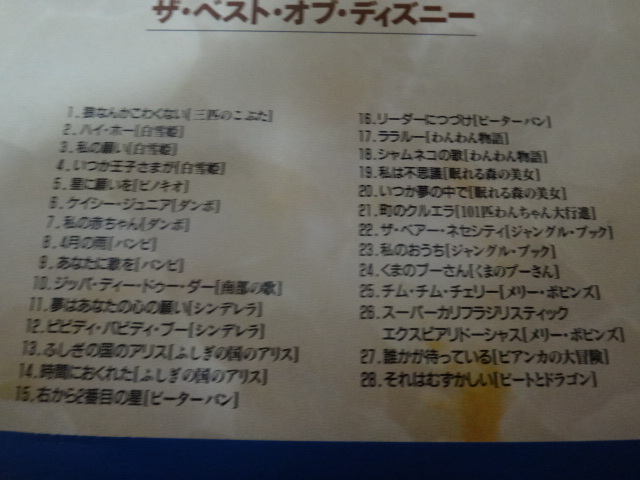 ザ・ベスト・オブ・ディズニー
1. 狼なんかこわくない[三匹のこぶた]
2. ハイ・ホー[白雪姫]
3. 私の願い[白雪姫]
4. いつか王子さまが[白雪姫]
5. 星に願いを[ピノキオ]
6. ケイシー・ジュニア[ダンボ]
7. 私の赤ちゃん[ダンボ]
8. 4月の雨[バンビ]
9. あなたに歌を[バンビ]
10. ジッパ・ディー・ドゥー・ダー[南部の歌]
11. 夢はあなたの心の願い[シンデレラ]
12. ビビディ・バビディ・ブー[シンデレラ]
13. ふしぎの国のアリス[ふしぎの国のアリス]
14. 時間におくれた[ふしぎの国のアリス]
15. 右から2番目の星[ピーターパン]
16. リーダーにつづけ[ピーターパン]
17. ララルー[わんわん物語]
18. シャムネコの歌[わんわん物語]
19. 私は不思議[眠れる森の美女]
20. いつか夢の中で[眠れる森の美女]
21. 町のクルエラ[101匹わんちゃん大行進]
22. ザ・ベアー・ネセシティ[ジャングル・ブック]
23. 私のおうち[ジャングル・ブック]
24. くまのプーさん[くまのプーさん]
25. チム・チム・チェリー[メリー・ポピンズ]
26. スーパーカリフラジリスティック
エクスピアリドーシャス[メリー・ポピンズ]
27. 誰かが待っている[ビアンカの大冒険]
28. それはむずかしい[ピートとドラゴン]